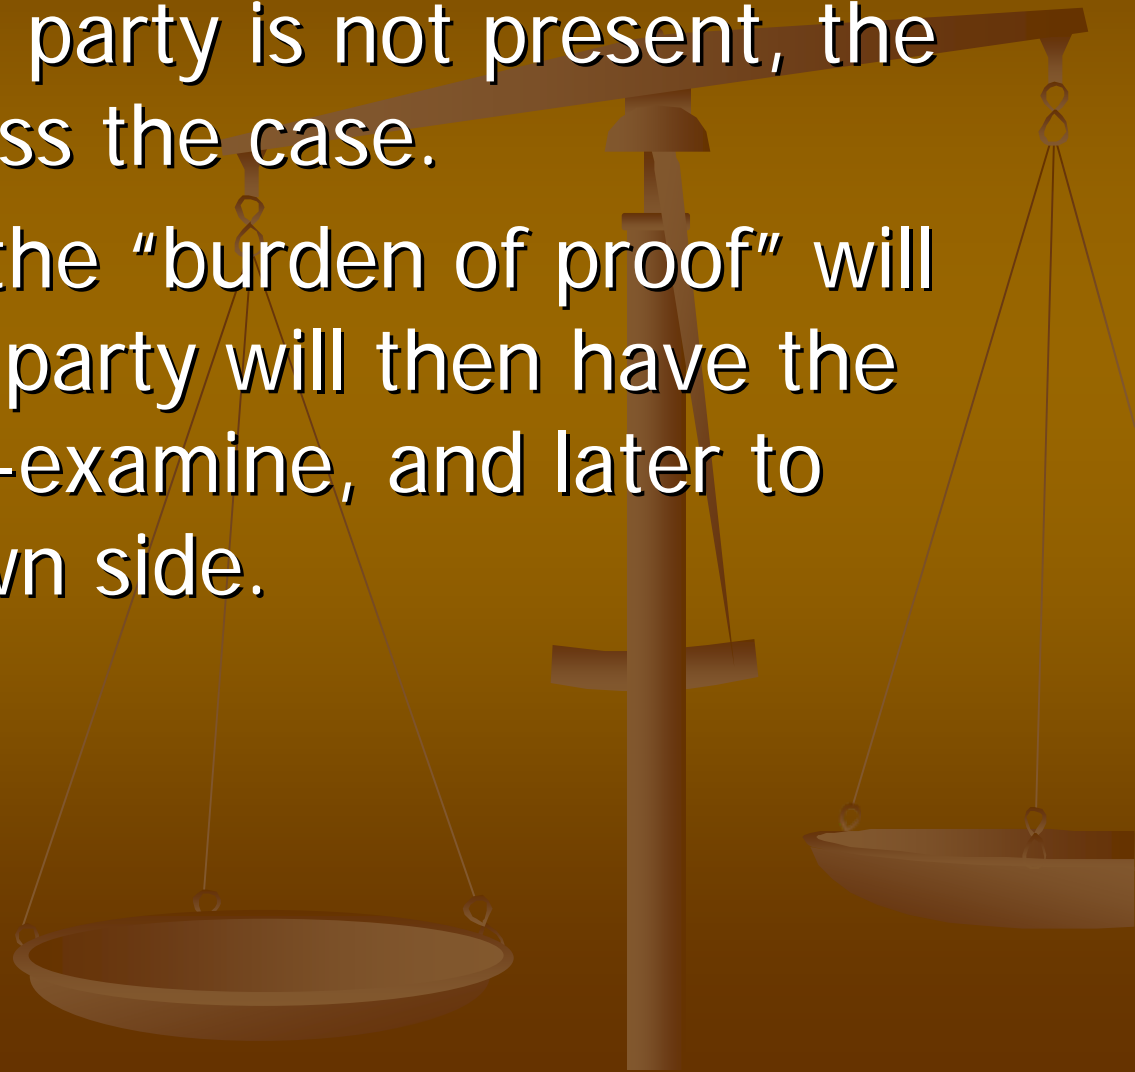 party is not present, the
ss the case.
the “burden of proof” will
party will then have the
-examine, and later to
wn side.